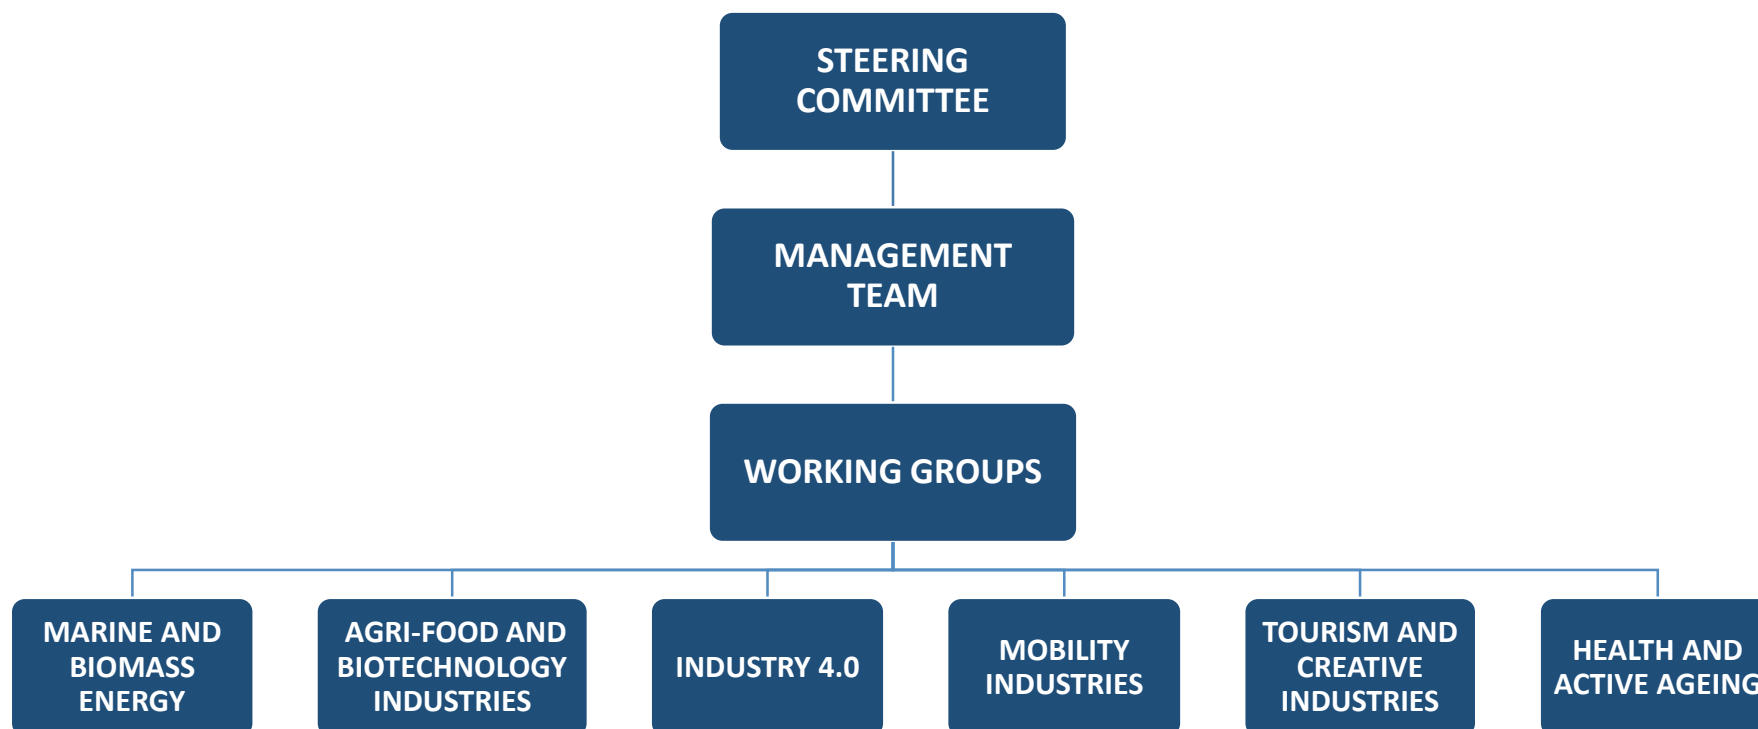 STEERING
COMMITTEE
MANAGEMENT
TEAM
WORKING GROUPS
MARINE AND
BIOMASS
ENERGY
AGRI-FOOD AND
BIOTECHNOLOGY
INDUSTRIES
INDUSTRY 4.0
MOBILITY
INDUSTRIES
TOURISM AND
CREATIVE
INDUSTRIES
HEALTH AND
ACTIVE AGEING